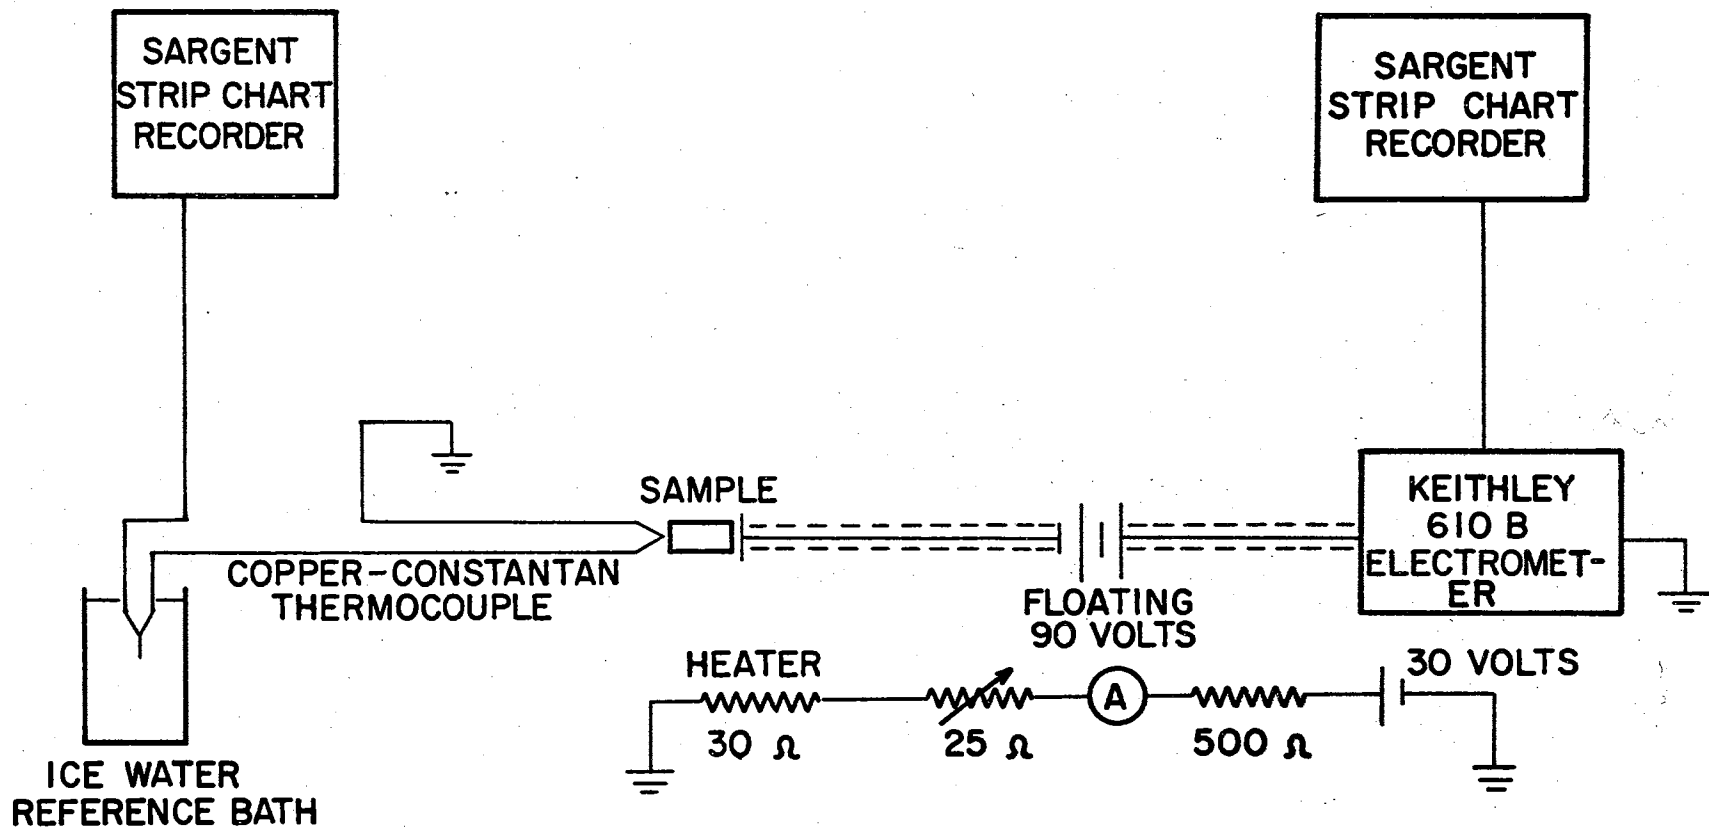 SARGENT
STRIP CHART
RECORDER
SARGENT
STRIP CHART
RECORDER
SAMPLE
KEITHLEY
610 B
ELECTROMET-
ER
COPPER-CONSTANTAN
THERMOCOUPLE
FLOATING
90 VOLTS
HEATER
30 VOLTS
A
30 Ω
25 Ω
500 Ω
ICE WATER
REFERENCE BATH